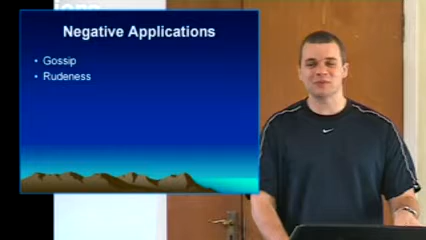 Negative Applications
• Gossip
• Rudeness